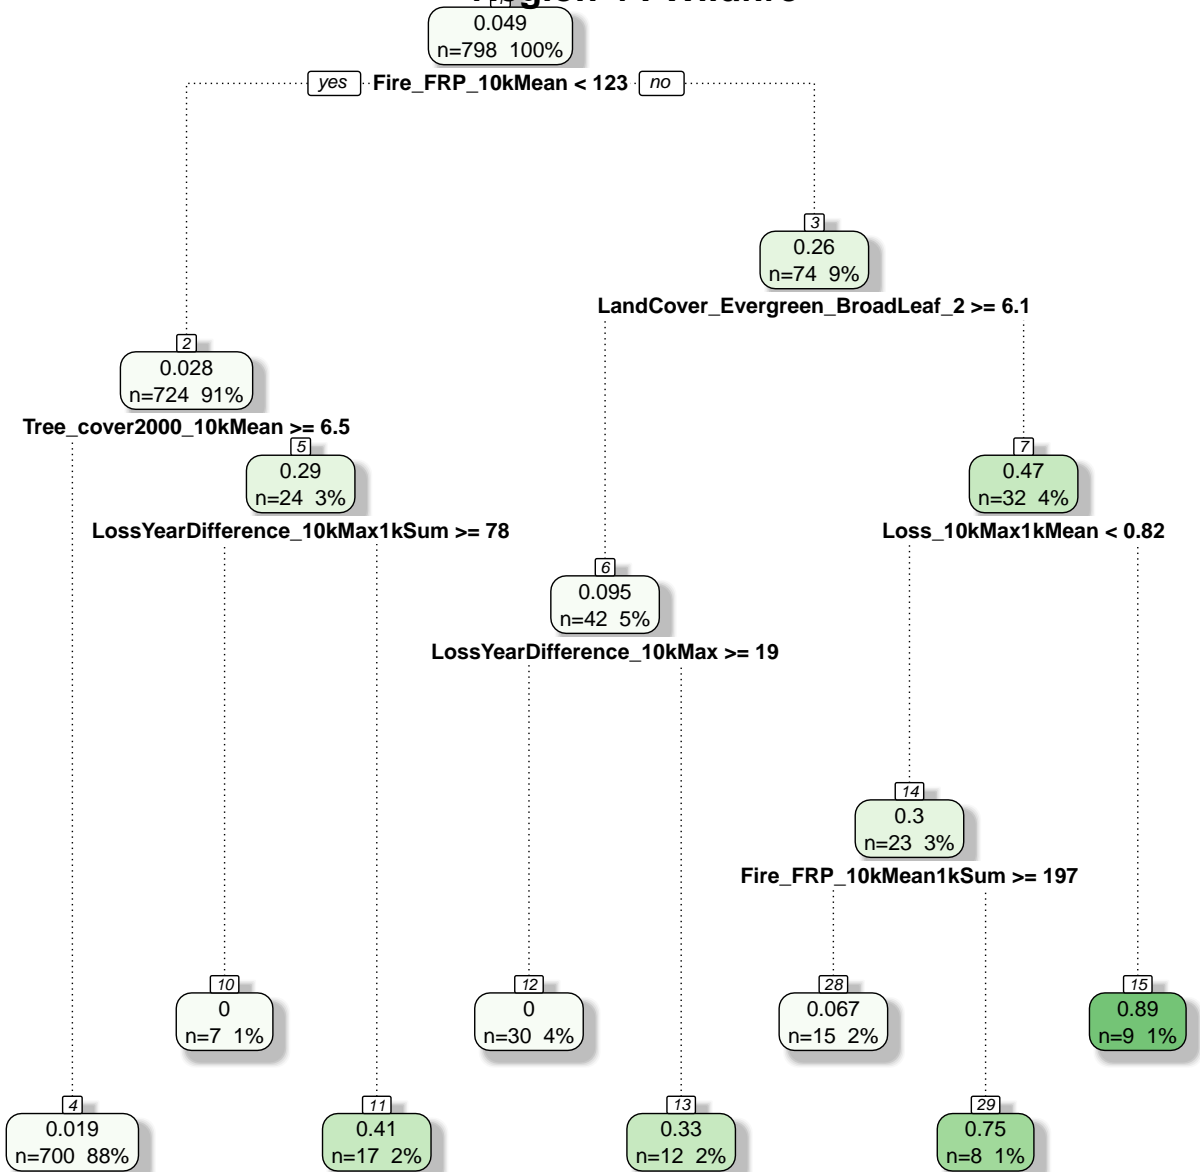 0.049
n=798 100%
yes Fire_FRP_10kMean < 123 no
3
0.26
n=74 9%
LandCover_Evergreen_BroadLeaf_2 >= 6.1
2
0.028
n=724 91%
Tree_cover2000_10kMean >= 6.5
5
0.29
n=24 3%
LossYearDifference_10kMax1kSum >= 78
7
0.47
n=32 4%
Loss_10kMax1kMean < 0.82
6
0.095
n=42 5%
LossYearDifference_10kMax >= 19
14
0.3
n=23 3%
Fire_FRP_10kMean1kSum >= 197
10
0
n=7 1%
12
0
n=30 4%
28
0.067
n=15 2%
15
0.89
n=9 1%
4
0.019
n=700 88%
11
0.41
n=17 2%
13
0.33
n=12 2%
29
0.75
n=8 1%